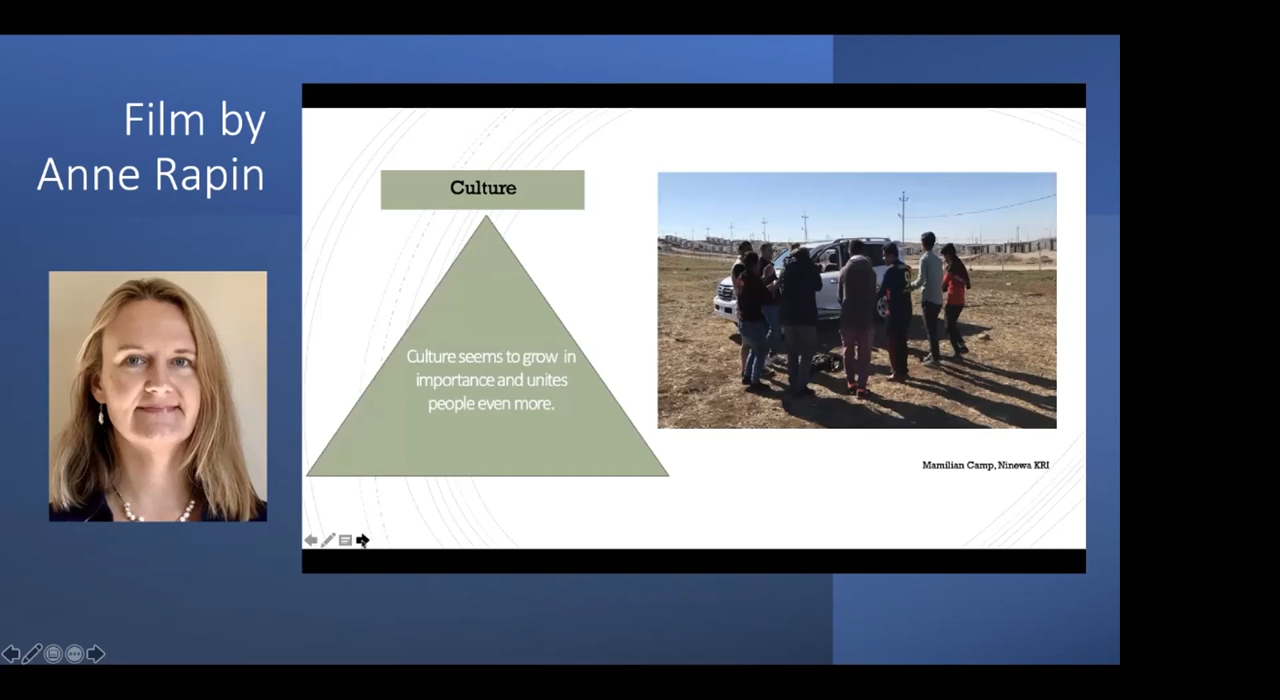 Film by
Anne Rapin
Culture
Culture seems to grow in
importance and unites
people even more.
Mamilian Camp, Ninewa KRI